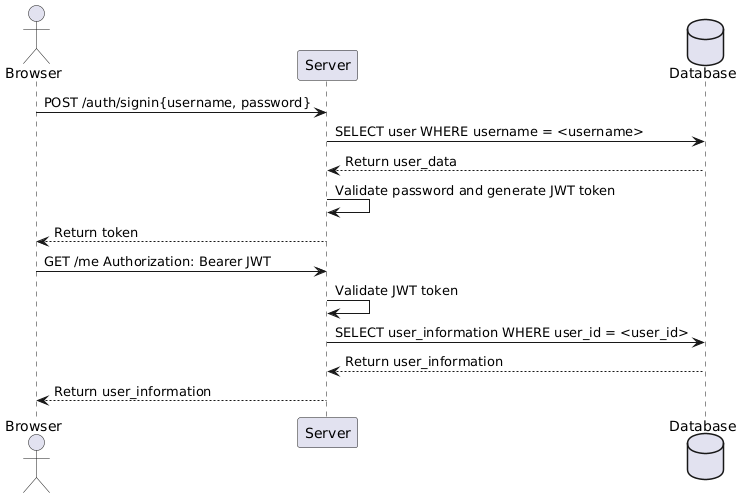 Browser
Server
Database
POST /auth/signin{username, password}
SELECT user WHERE username = <username>
Return user_data
Validate password and generate JWT token
Return token
GET /me Authorization: Bearer JWT
Validate JWT token
SELECT user_information WHERE user_id = <user_id>
Return user_information
Return user_information
Browser
Server
Database